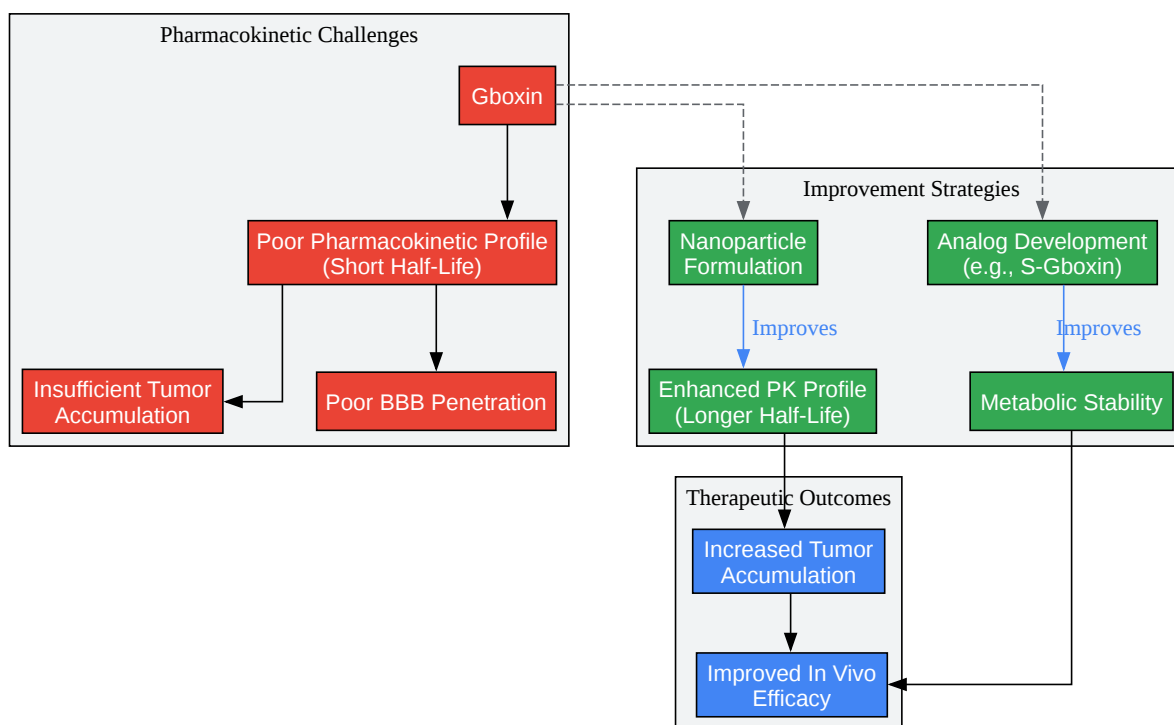 Pharmacokinetic Challenges
Gboxin
Poor Pharmacokinetic Profile
(Short Half-Life)
Insufficient Tumor
Accumulation
Poor BBB Penetration
Improvement Strategies
Nanoparticle
Formulation
Analog Development
(e.g., S-Gboxin)
Improves
Improves
Enhanced PK Profile
(Longer Half-Life)
Metabolic Stability
Therapeutic Outcomes
Increased Tumor
Accumulation
Improved In Vivo
Efficacy